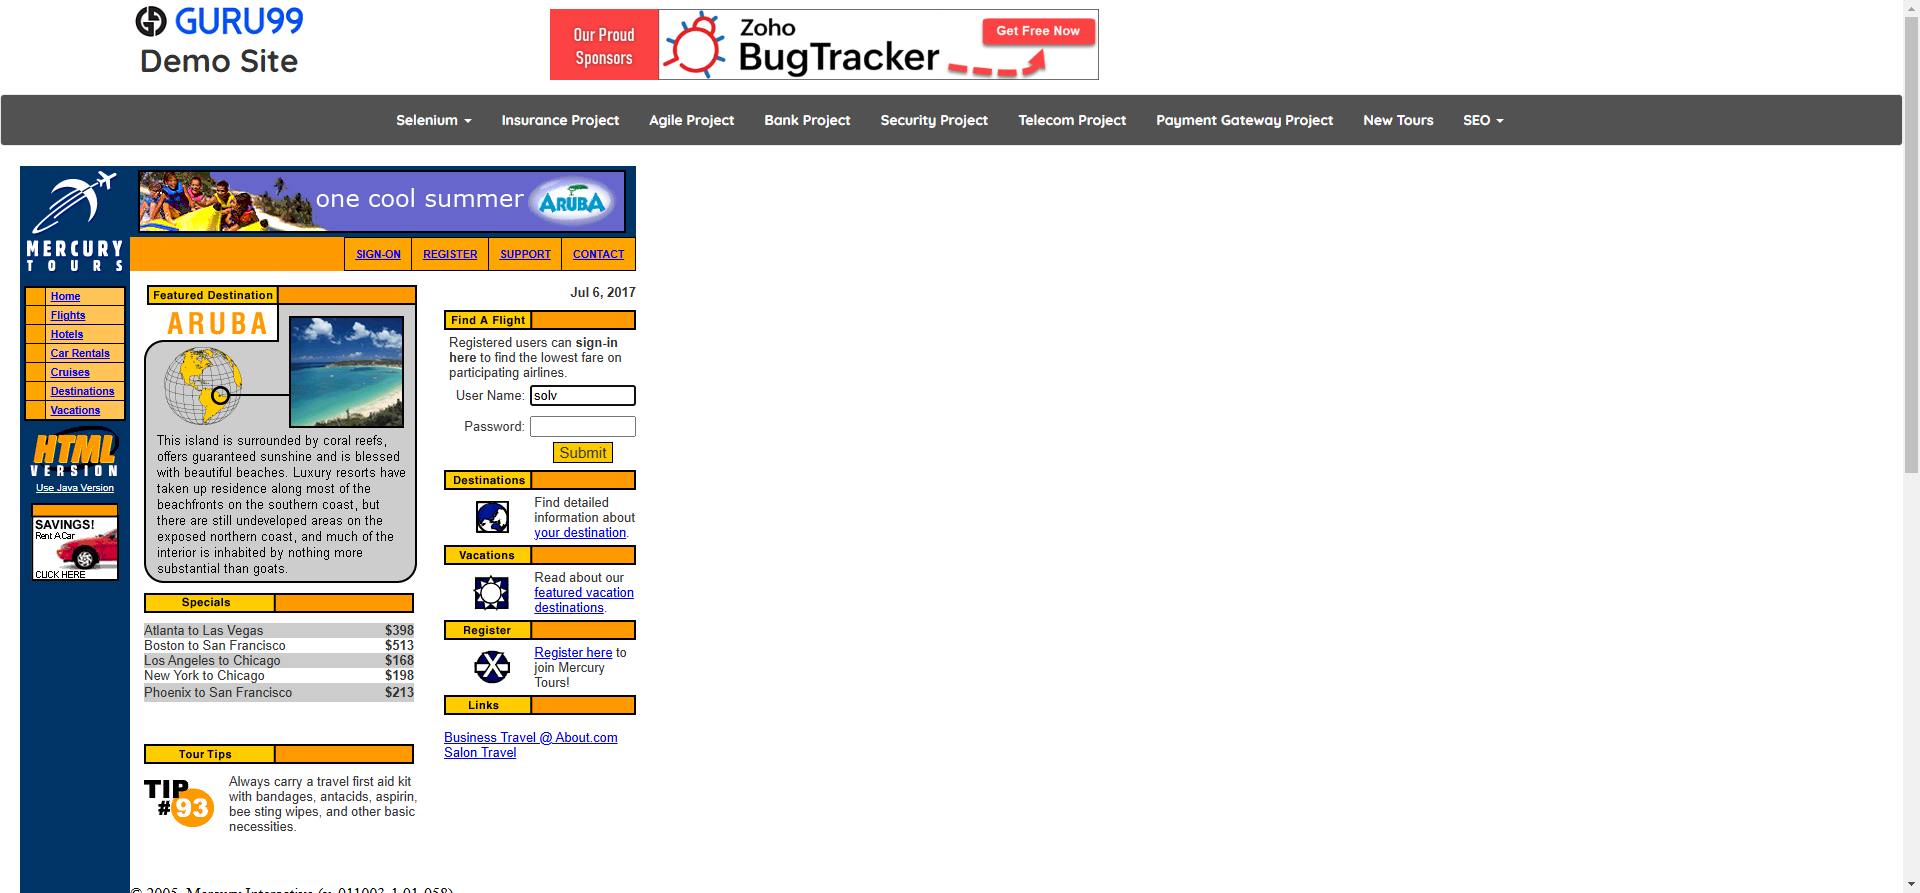 GURU99
Demo Site
Our Proud
Sponsors
Zoho
BugTracker
Get Free Now
Selenium
Insurance Project
Agile Project
Bank Project
Security Project
Telecom Project
Payment Gateway Project
New Tours
SEO
MERCURY
TOURS
one cool summer
ARUBA
SIGN-ON
REGISTER
SUPPORT
CONTACT
Home
Flights
Hotels
Car Rentals
Cruises
Destinations
Vacations
HTML
VERSION
Use Java Version
SAVINGS!
Rent A Car
CLICK HERE
Featured Destination
ARUBA
This island is surrounded by coral reefs,
offers guaranteed sunshine and is blessed
with beautiful beaches. Luxury resorts have
taken up residence along most of the
beachfronts on the southern coast, but
there are still undeveloped areas on the
exposed northern coast, and much of the
interior is inhabited by nothing more
substantial than goats.
Specials
Atlanta to Las Vegas $398
Boston to San Francisco $513
Los Angeles to Chicago $168
New York to Chicago $198
Phoenix to San Francisco $213
Tour Tips
TIP
#93
Always carry a travel first aid kit
with bandages, antacids, aspirin,
bee sting wipes, and other basic
necessities.
Jul 6, 2017
Find A Flight
Registered users can sign-in
here to find the lowest fare on
participating airlines.
User Name: solv
Password:
Submit
Destinations
Find detailed
information about
your destination.
Vacations
Read about our
featured vacation
destinations.
Register
Register here to
join Mercury
Tours!
Links
Business Travel @ About.com
Salon Travel
© 2005, Mercury Interactive (v. 011003-1.01-058)